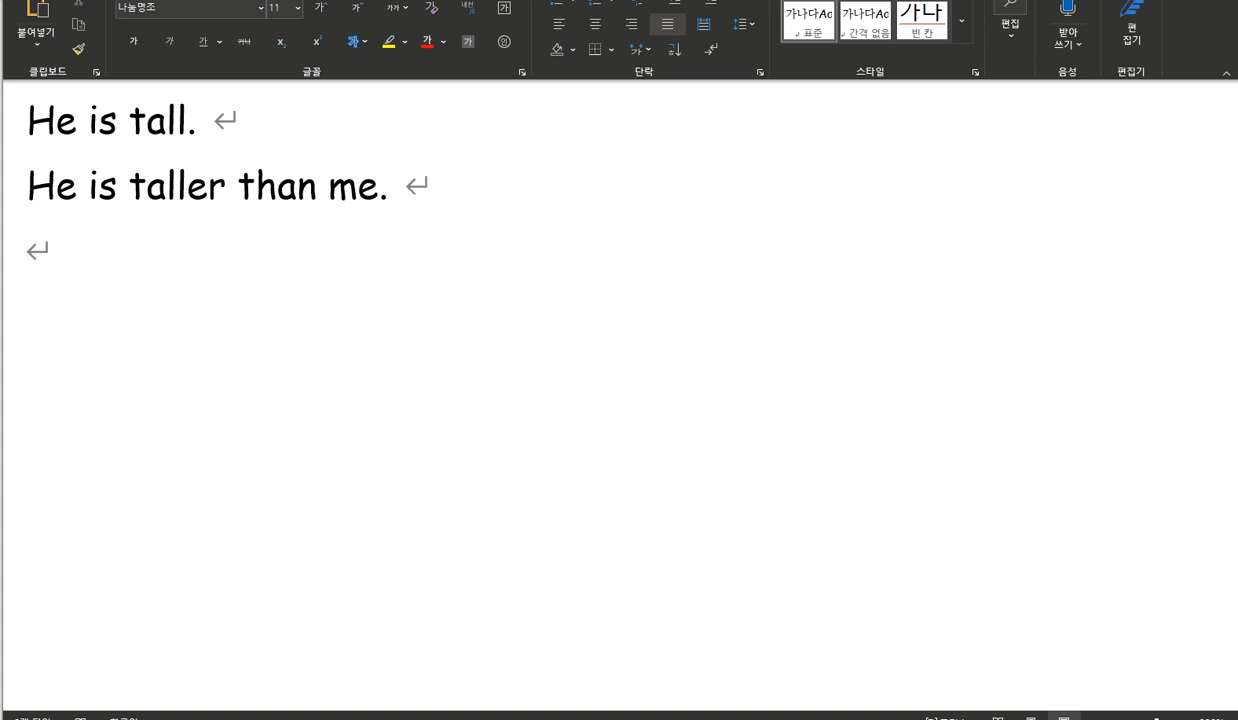 나눔명조
11
가나다Ac
가나다Ac
가나
편집
받아
쓰기
편
집기
붙여넣기
표준
간격 없음
빈 칸
클립보드
글꼴
단락
스타일
음성
편집기
He is tall.
He is taller than me.